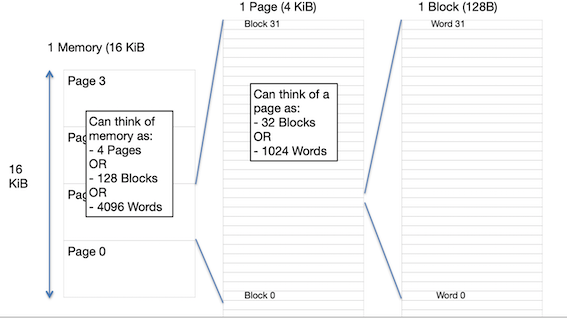 1 Memory (16 KiB
16
KiB
Page 3
Pag
Pag
Page 0
Can think of
memory as:
- 4 Pages
OR
- 128 Blocks
OR
- 4096 Words
1 Page (4 KiB)
Block 31
Can think of a
page as:
- 32 Blocks
OR
- 1024 Words
Block 0
1 Block (128B)
Word 31
Word 0